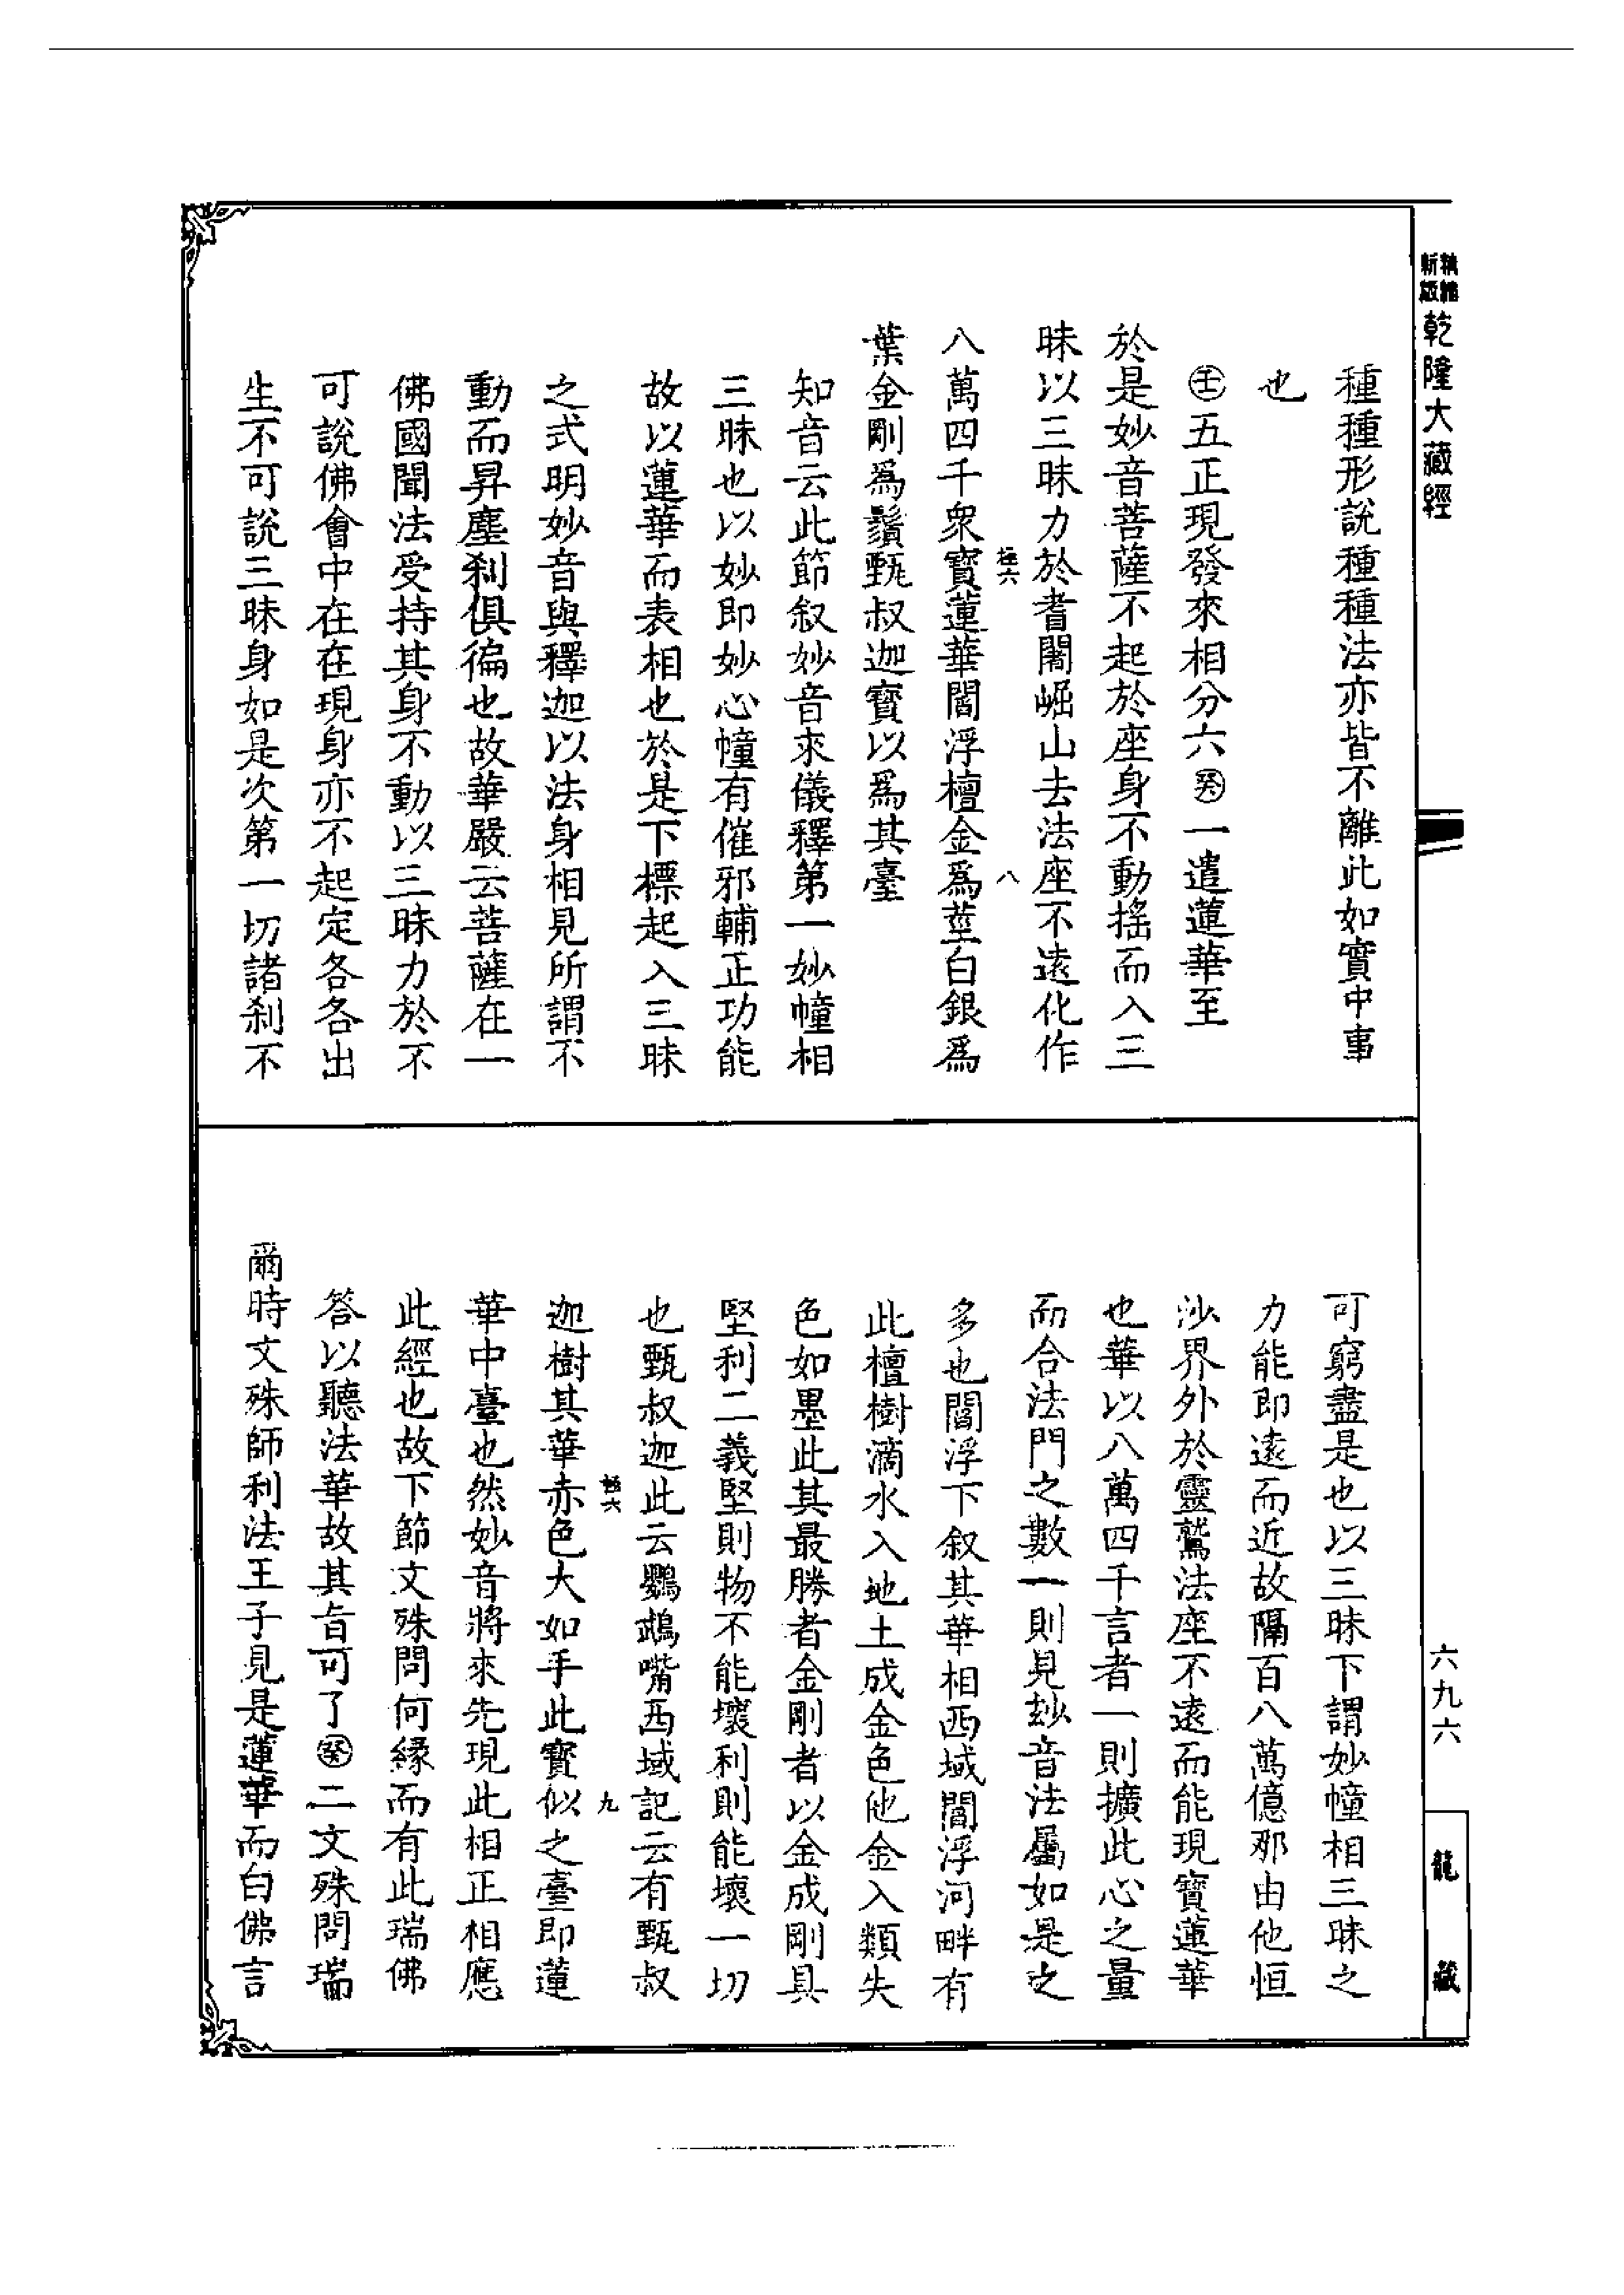 精縮新版乾隆大藏經
種種形說種種法亦皆不離此如實中事
也
㊛五正現發來相分六㊛一遣蓮華至
於是妙音菩薩不起於座身不動搖而入三
昧以三昧力於耆闍崛山去法座不遠化作
八萬四千衆寶蓮華閻浮檀金爲莖白銀爲
極六
八
葉金剛爲鬚甄叔迦寶以爲其臺
知音云此節叙妙音來儀釋第一妙幢相
三昧也以妙即妙心幢有催邪輔正功能
故以蓮華而表相也於是下標起入三昧
之式明妙音與釋迦以法身相見所謂不
動而昇塵刹俱徧也故華嚴云菩薩在一
佛國聞法受持其身不動以三昧力於不
可說佛會中在在現身亦不起定各各出
生不可說三昧身如是次第一切諸刹不
可窮盡是也以三昧下謂妙幢相三昧之
力能即遠而近故隔百八萬億那由他恒
沙界外於靈鷲法座不遠而能現寶蓮華
也華以八萬四千言者一則擴此心之量
而合法門之數一則見玅音法屬如是之
多也閻浮下叙其華相西域閻浮河畔有
此檀樹滴水入地土成金色他金入類失
色如墨此其最勝者金剛者以金成剛具
堅利二義堅則物不能壞利則能壞一切
也甄叔迦此云鸚鵡嘴西域記云有甄叔
迦樹其華赤色大如手此寶似之臺即蓮
極六
九
華中臺也然妙音將來先現此相正相應
此經也故下節文殊問何緣而有此瑞佛
答以聽法華故其旨可了㊛二文殊問瑞
爾時文殊師利法王子見是蓮華而白佛言
六九六
龍藏